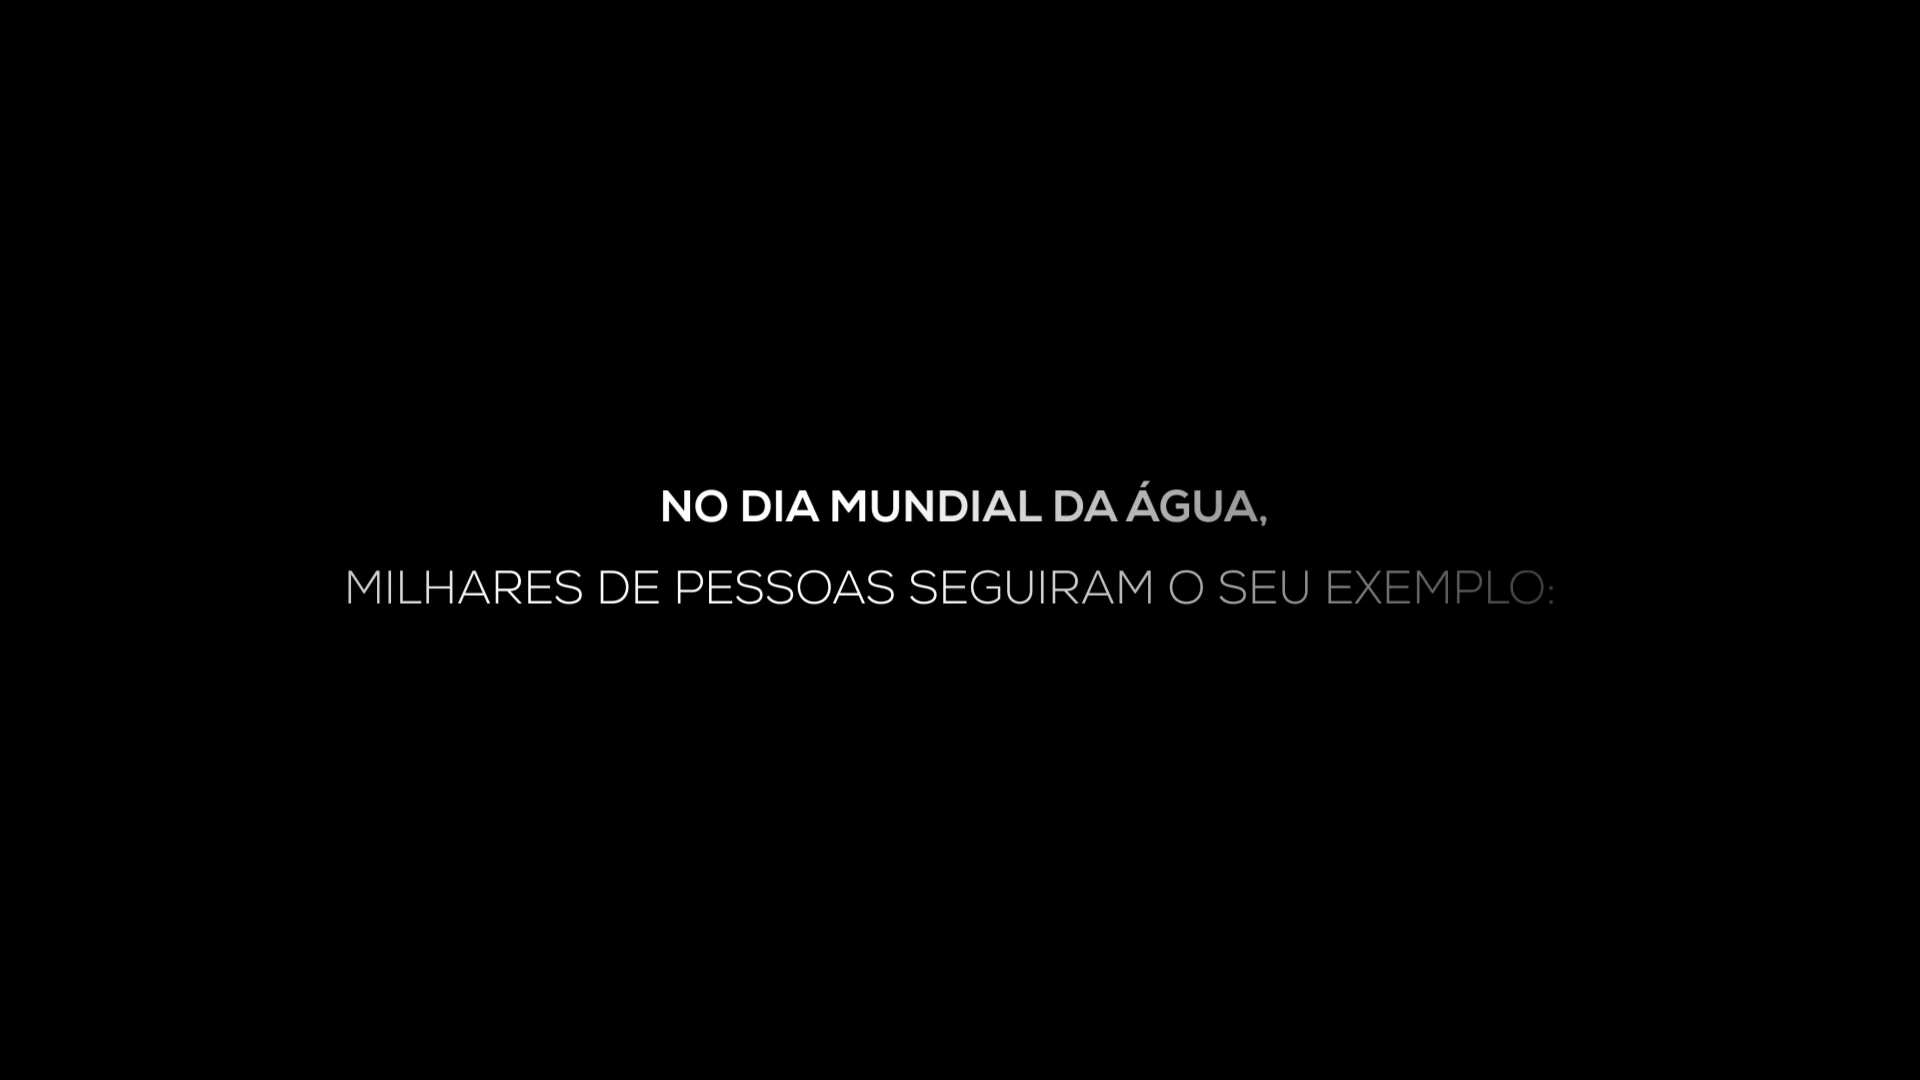 NO DIA MUNDIAL DA ÁGUA,
MILHARES DE PESSOAS SEGUIRAM O SEU EXEMPLO: